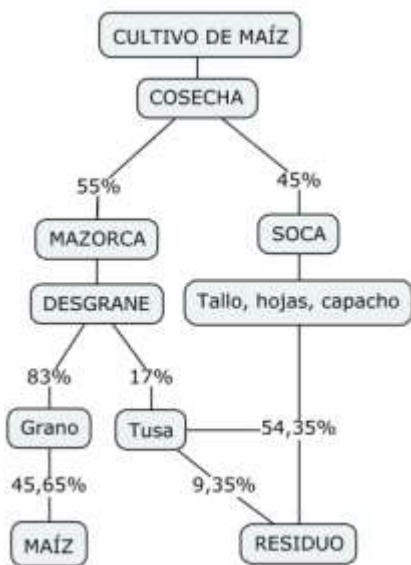 CULTIVO DE MAÍZ
COSECHA
55%
45%
MAZORCA
SOCA
DESGRANE
Tallo, hojas, capacho
83%
17%
Grano
Tusa
54,35%
45,65%
9,35%
MAÍZ
RESIDUO